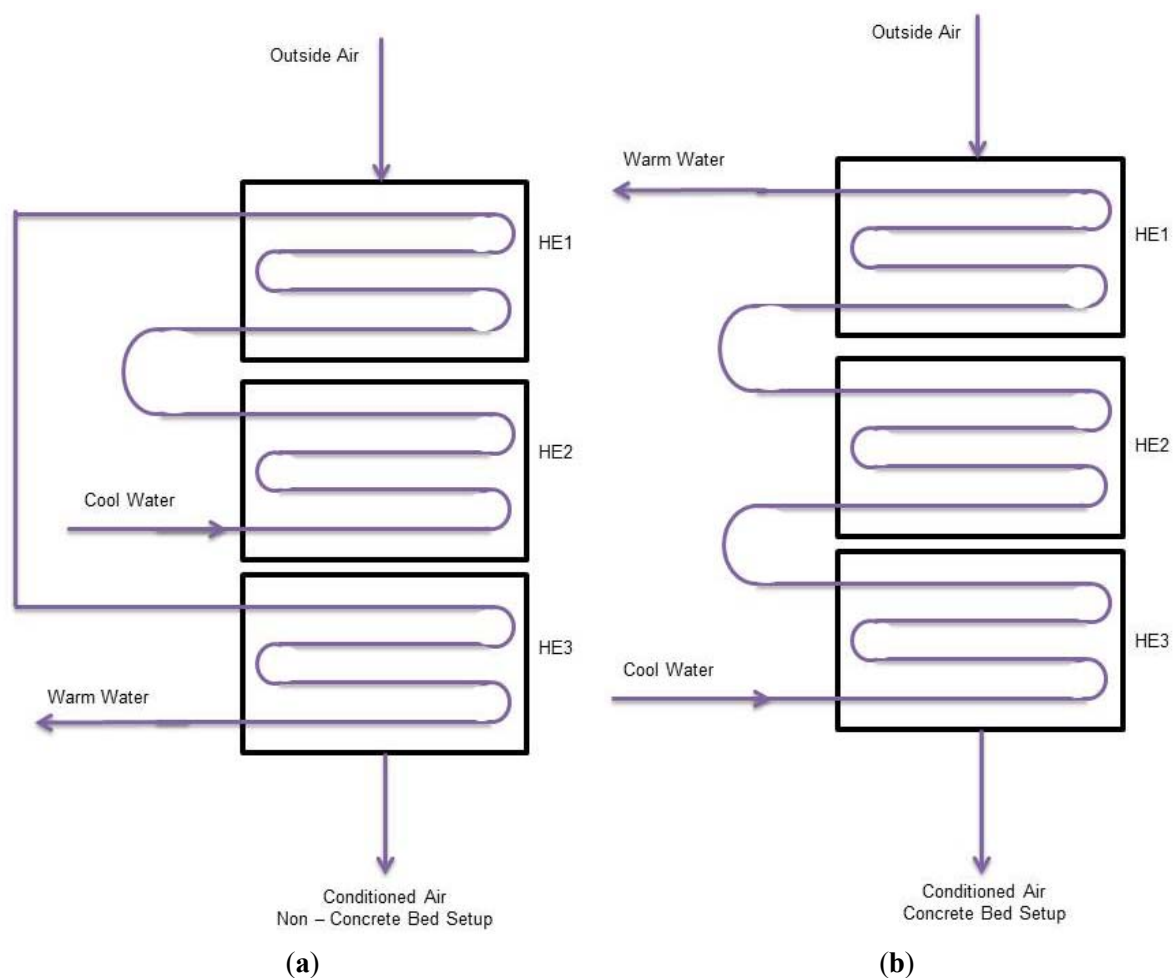 Outside Air
HE1
HE2
Cool Water
HE3
Warm Water
Conditioned Air
Non – Concrete Bed Setup
(a)
Outside Air
Warm Water
HE1
HE2
HE3
Cool Water
Conditioned Air
Concrete Bed Setup
(b)